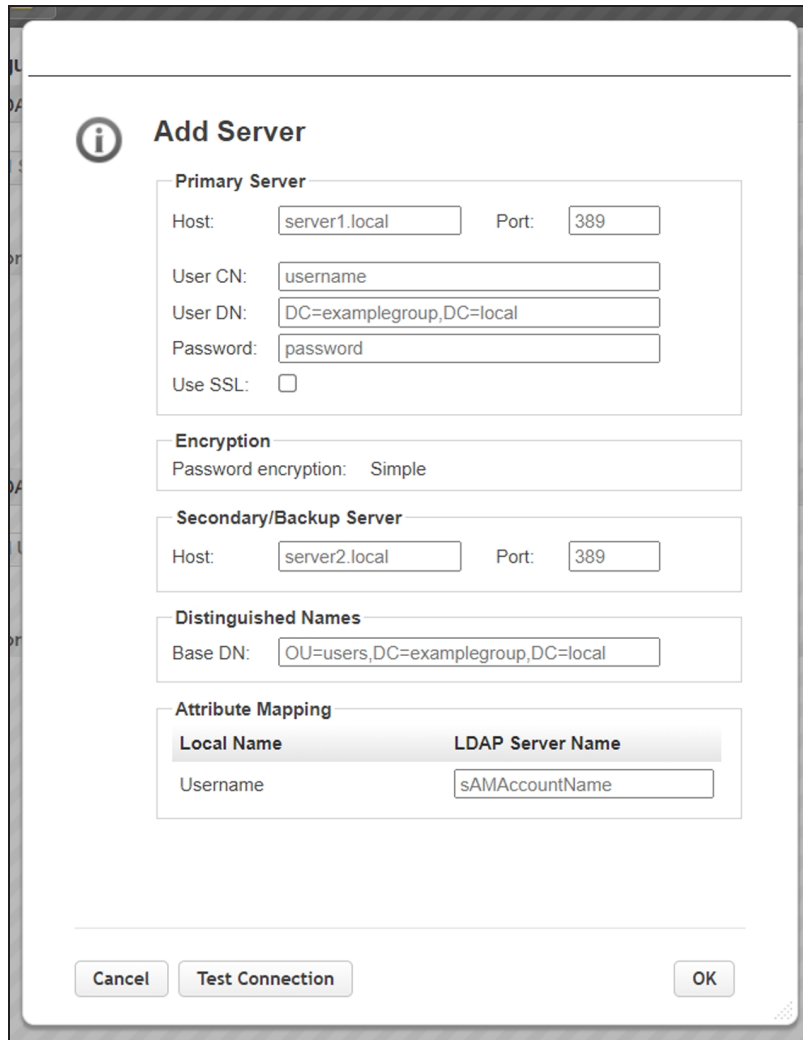 Add Server
Primary Server
Host: server1.local Port: 389
User CN: username
User DN: DC=examplegroup,DC=local
Password: password
Use SSL:
Encryption
Password encryption: Simple
Secondary/Backup Server
Host: server2.local Port: 389
Distinguished Names
Base DN: OU=users,DC=examplegroup,DC=local
Attribute Mapping
Local Name LDAP Server Name
Username sAMAccountName
Cancel Test Connection OK